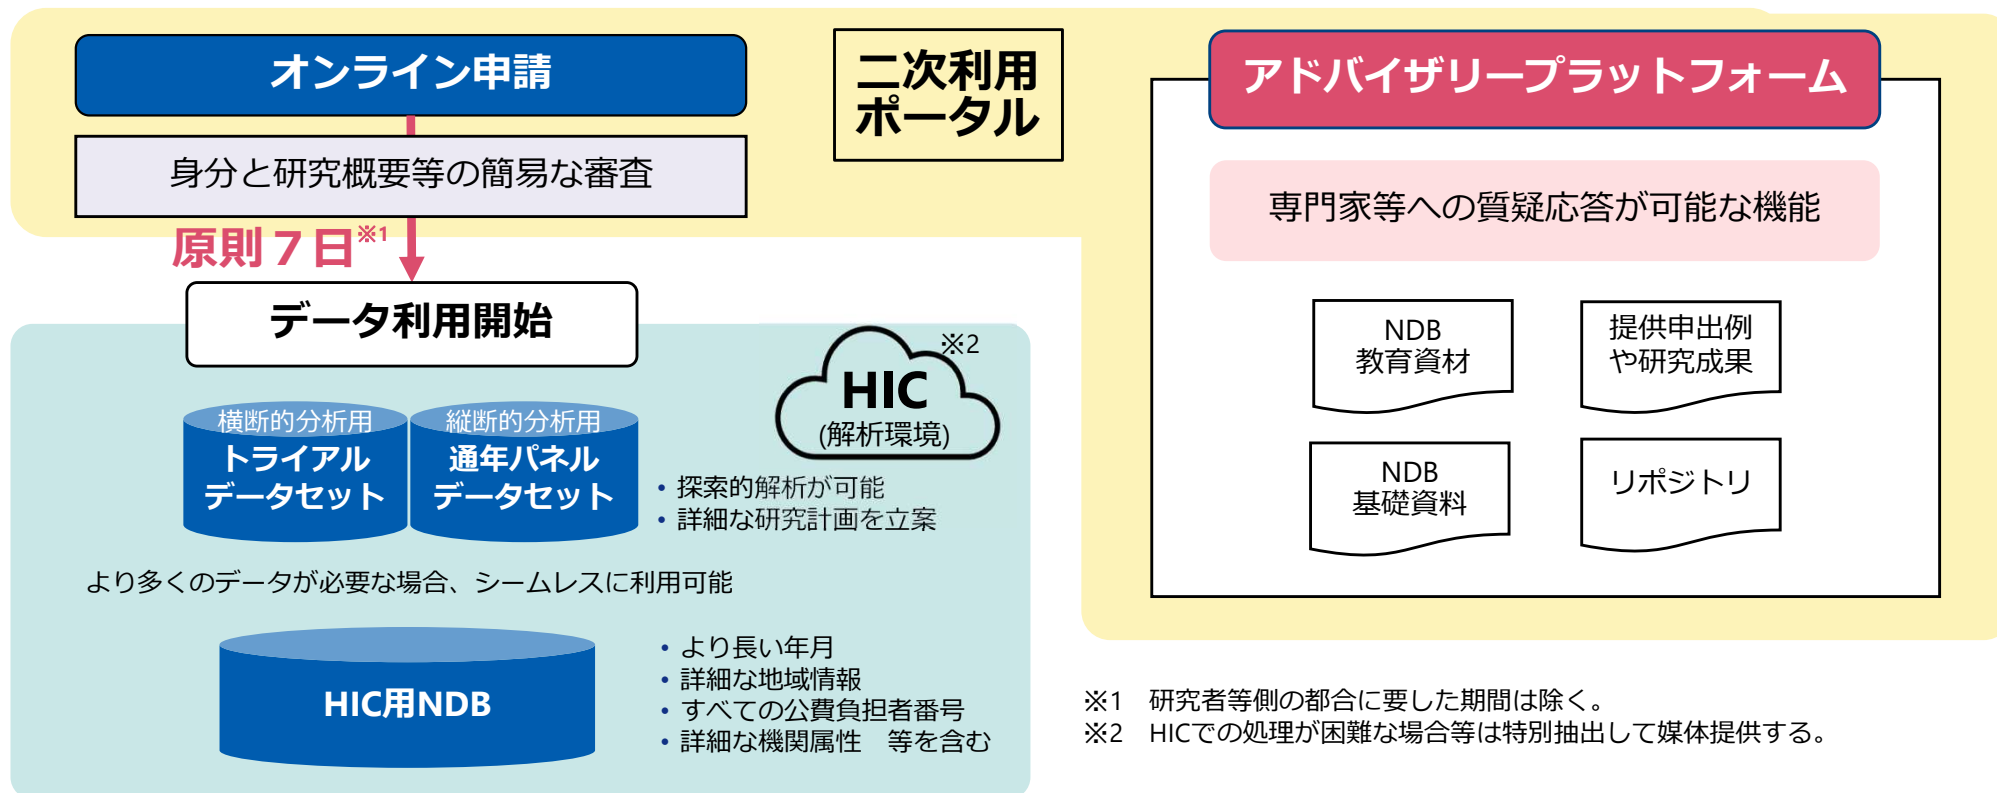 オンライン申請
身分と研究概要等の簡易な審査
原則７日※1
データ利用開始
二次利用
ポータル
HIC
※2
(解析環境)
横断的分析用
トライアル
データセット
縦断的分析用
通年パネル
データセット
• 探索的解析が可能
• 詳細な研究計画を立案
より多くのデータが必要な場合、シームレスに利用可能
HIC用NDB
• より長い年月
• 詳細な地域情報
• すべての公費負担者番号
• 詳細な機関属性　等を含む
アドバイザリープラットフォーム
専門家等への質疑応答が可能な機能
NDB
教育資材
提供申出例
や研究成果
NDB
基礎資料
リポジトリ
※1　研究者等側の都合に要した期間は除く。
※2　HICでの処理が困難な場合等は特別抽出して媒体提供する。